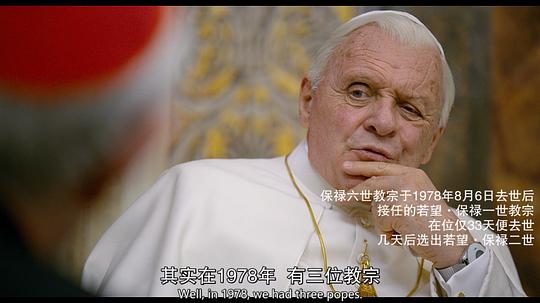 保禄六世教宗于1978年8月6日去世后
接任的若望·保禄一世教宗
在位仅33天便去世
几天后选出若望·保禄二世
其实在1978年 有三位教宗
Well, in 1978, we had three popes.